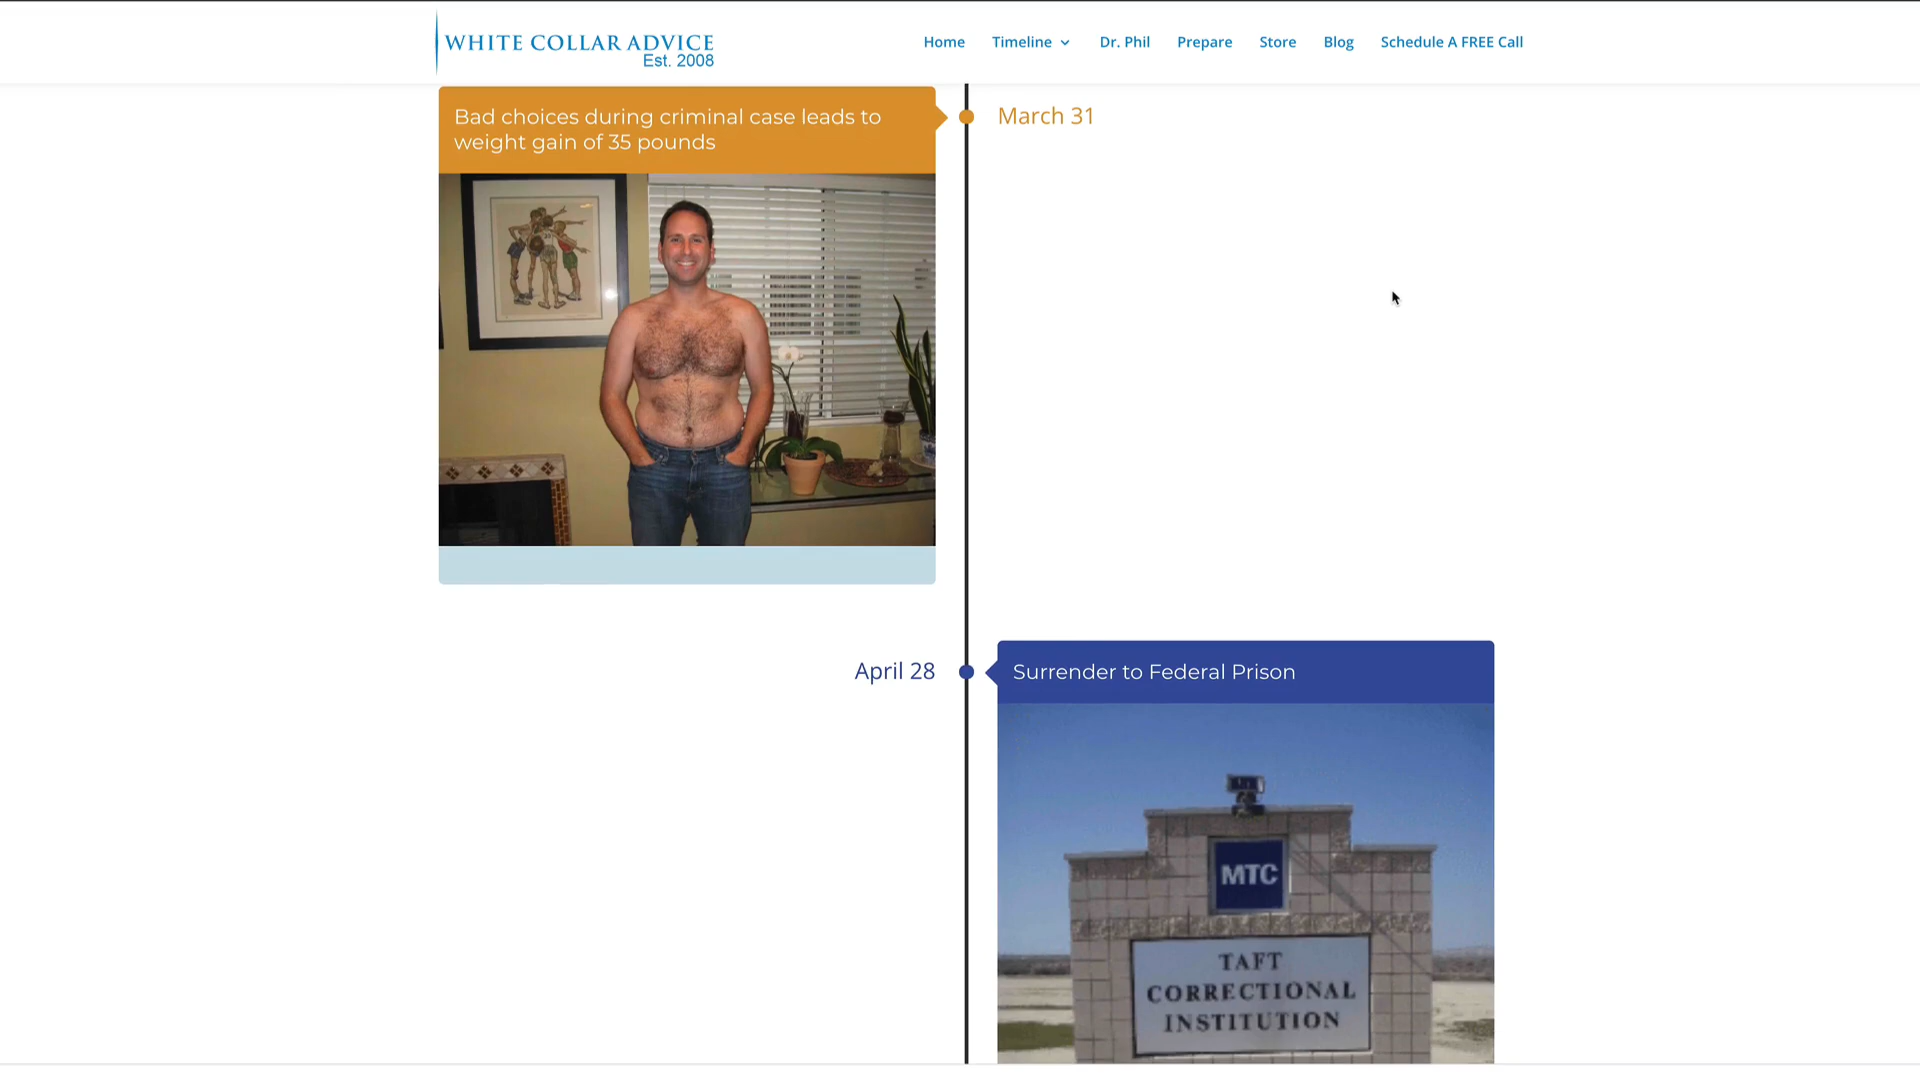 WHITE COLLAR ADVICE
Est. 2008
Home Timeline Dr. Phil Prepare Store Blog Schedule A FREE Call
Bad choices during criminal case leads to
weight gain of 35 pounds
March 31
April 28
Surrender to Federal Prison
MTC
TAFT
CORRECTIONAL
INSTITUTION